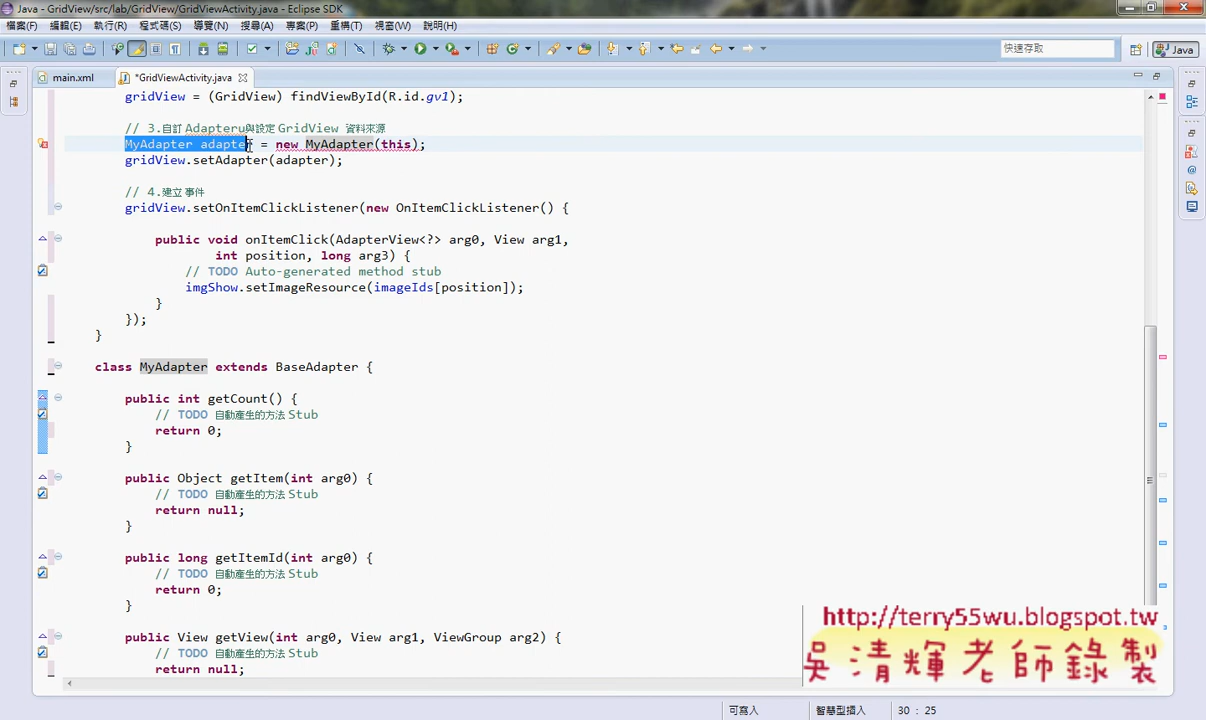 Java - GridView/src/lab/GridView/GridViewActivity.java - Eclipse SDK
檔案(F) 編輯(E) 執行(R) 程式碼(S) 導覽(N) 搜尋(A) 專案(P) 重構(T) 視窗(W) 說明(H)
快速存取
Java
main.xml
*GridViewActivity.java
gridView = (GridView) findViewById(R.id.gv1);
// 3.自訂 Adapteru與設定 GridView 資料來源
MyAdapter adapter = new MyAdapter(this);
gridView.setAdapter(adapter);
// 4.建立 事件
gridView.setOnItemClickListener(new OnItemClickListener() {
public void onItemClick(AdapterView<?> arg0, View arg1,
int position, long arg3) {
// TODO Auto-generated method stub
imgShow.setImageResource(imageIds[position]);
}
});
}
class MyAdapter extends BaseAdapter {
public int getCount() {
// TODO 自動產生的方法 Stub
return 0;
}
public Object getItem(int arg0) {
// TODO 自動產生的方法 Stub
return null;
}
public long getItemId(int arg0) {
// TODO 自動產生的方法 Stub
return 0;
}
public View getView(int arg0, View arg1, ViewGroup arg2) {
// TODO 自動產生的方法 Stub
return null;
http://terry55wu.blogspot.tw
吳清輝老師錄製
可寫入
智慧型插入
30 : 25